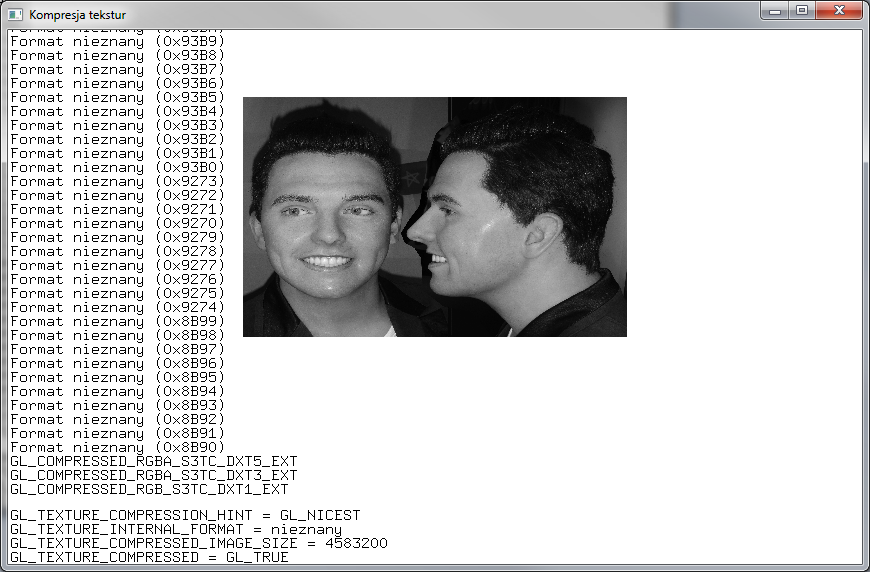 Kompresja tekstur
Format nieznany (0x93B9)
Format nieznany (0x93B8)
Format nieznany (0x93B7)
Format nieznany (0x93B6)
Format nieznany (0x93B5)
Format nieznany (0x93B4)
Format nieznany (0x93B3)
Format nieznany (0x93B2)
Format nieznany (0x93B1)
Format nieznany (0x93B0)
Format nieznany (0x9273)
Format nieznany (0x9272)
Format nieznany (0x9271)
Format nieznany (0x9270)
Format nieznany (0x9279)
Format nieznany (0x9278)
Format nieznany (0x9277)
Format nieznany (0x9276)
Format nieznany (0x9275)
Format nieznany (0x9274)
Format nieznany (0x8B99)
Format nieznany (0x8B98)
Format nieznany (0x8B97)
Format nieznany (0x8B96)
Format nieznany (0x8B95)
Format nieznany (0x8B94)
Format nieznany (0x8B93)
Format nieznany (0x8B92)
Format nieznany (0x8B91)
Format nieznany (0x8B90)
GL_COMPRESSED_RGBA_S3TC_DXT5_EXT
GL_COMPRESSED_RGBA_S3TC_DXT3_EXT
GL_COMPRESSED_RGB_S3TC_DXT1_EXT
GL_TEXTURE_COMPRESSION_HINT = GL_NICEST
GL_TEXTURE_INTERNAL_FORMAT = nieznany
GL_TEXTURE_COMPRESSED_IMAGE_SIZE = 4583200
GL_TEXTURE_COMPRESSED = GL_TRUE